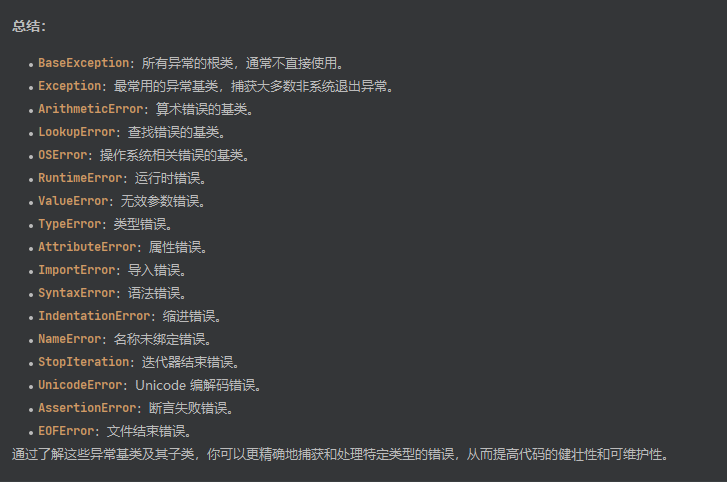 总结：
BaseException：所有异常的根类，通常不直接使用。
Exception：最常用的异常基类，捕获大多数非系统退出异常。
ArithmeticError：算术错误的基类。
LookupError：查找错误的基类。
OSError：操作系统相关错误的基类。
RuntimeError：运行时错误。
ValueError：无效参数错误。
TypeError：类型错误。
AttributeError：属性错误。
ImportError：导入错误。
SyntaxError：语法错误。
IndentationError：缩进错误。
NameError：名称未绑定错误。
StopIteration：迭代器结束错误。
UnicodeError：Unicode 编解码错误。
AssertionError：断言失败错误。
EOFError：文件结束错误。
通过了解这些异常基类及其子类，你可以更精确地捕获和处理特定类型的错误，从而提高代码的健壮性和可维护性。